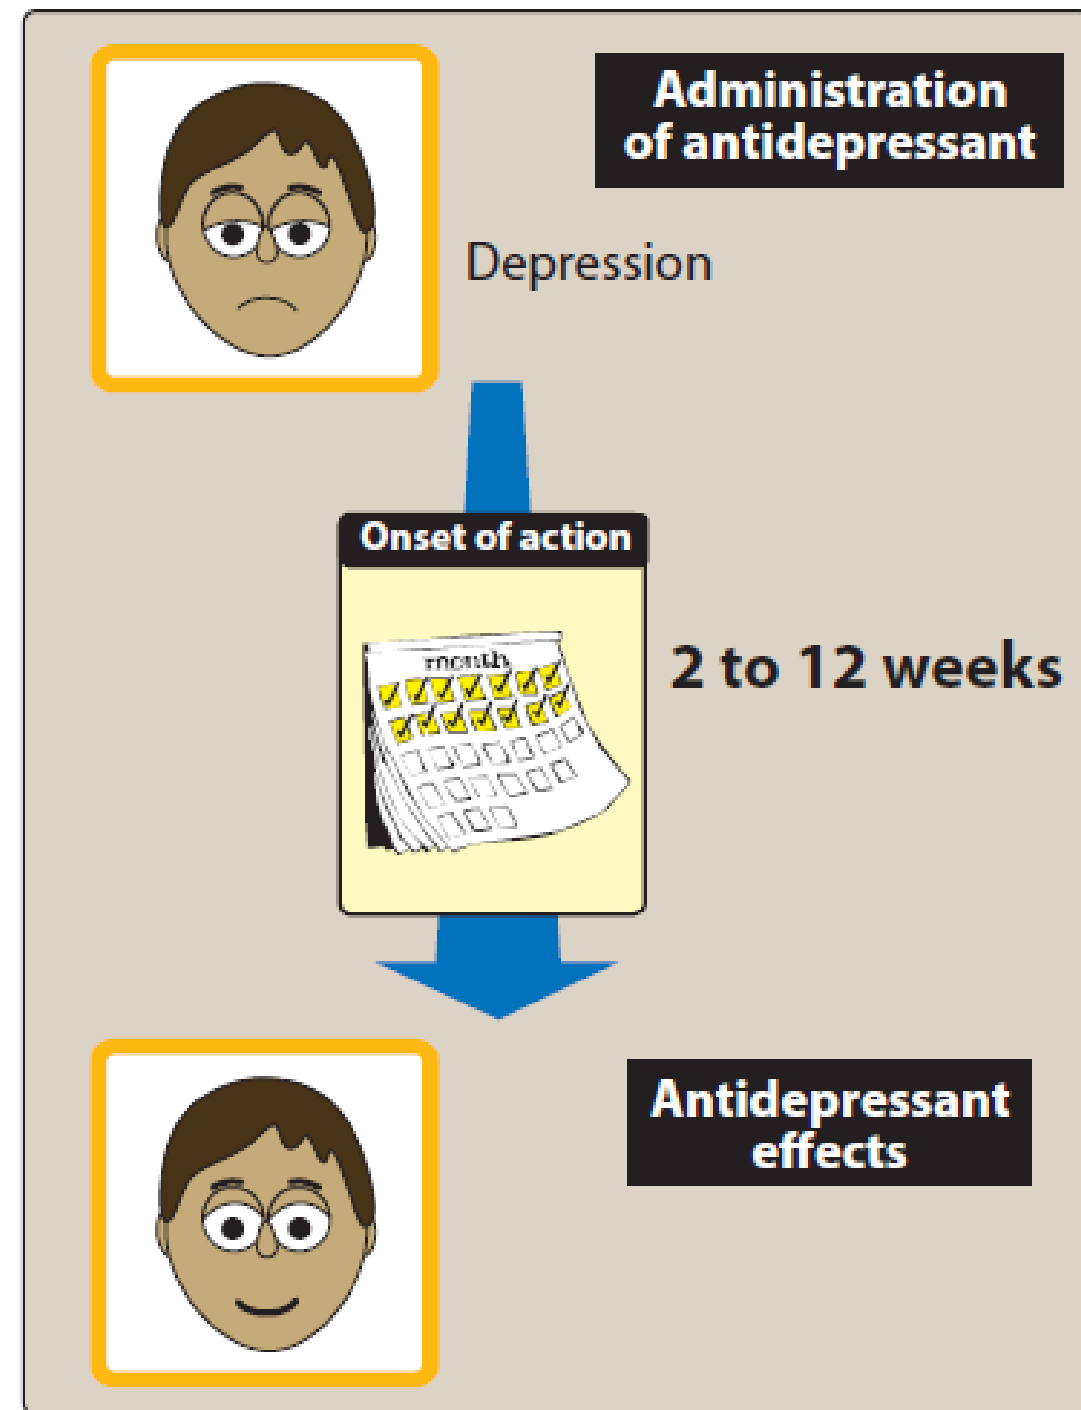 Administration
of antidepressant
Depression
Onset of action
month
2 to 12 weeks
Antidepressant
effects